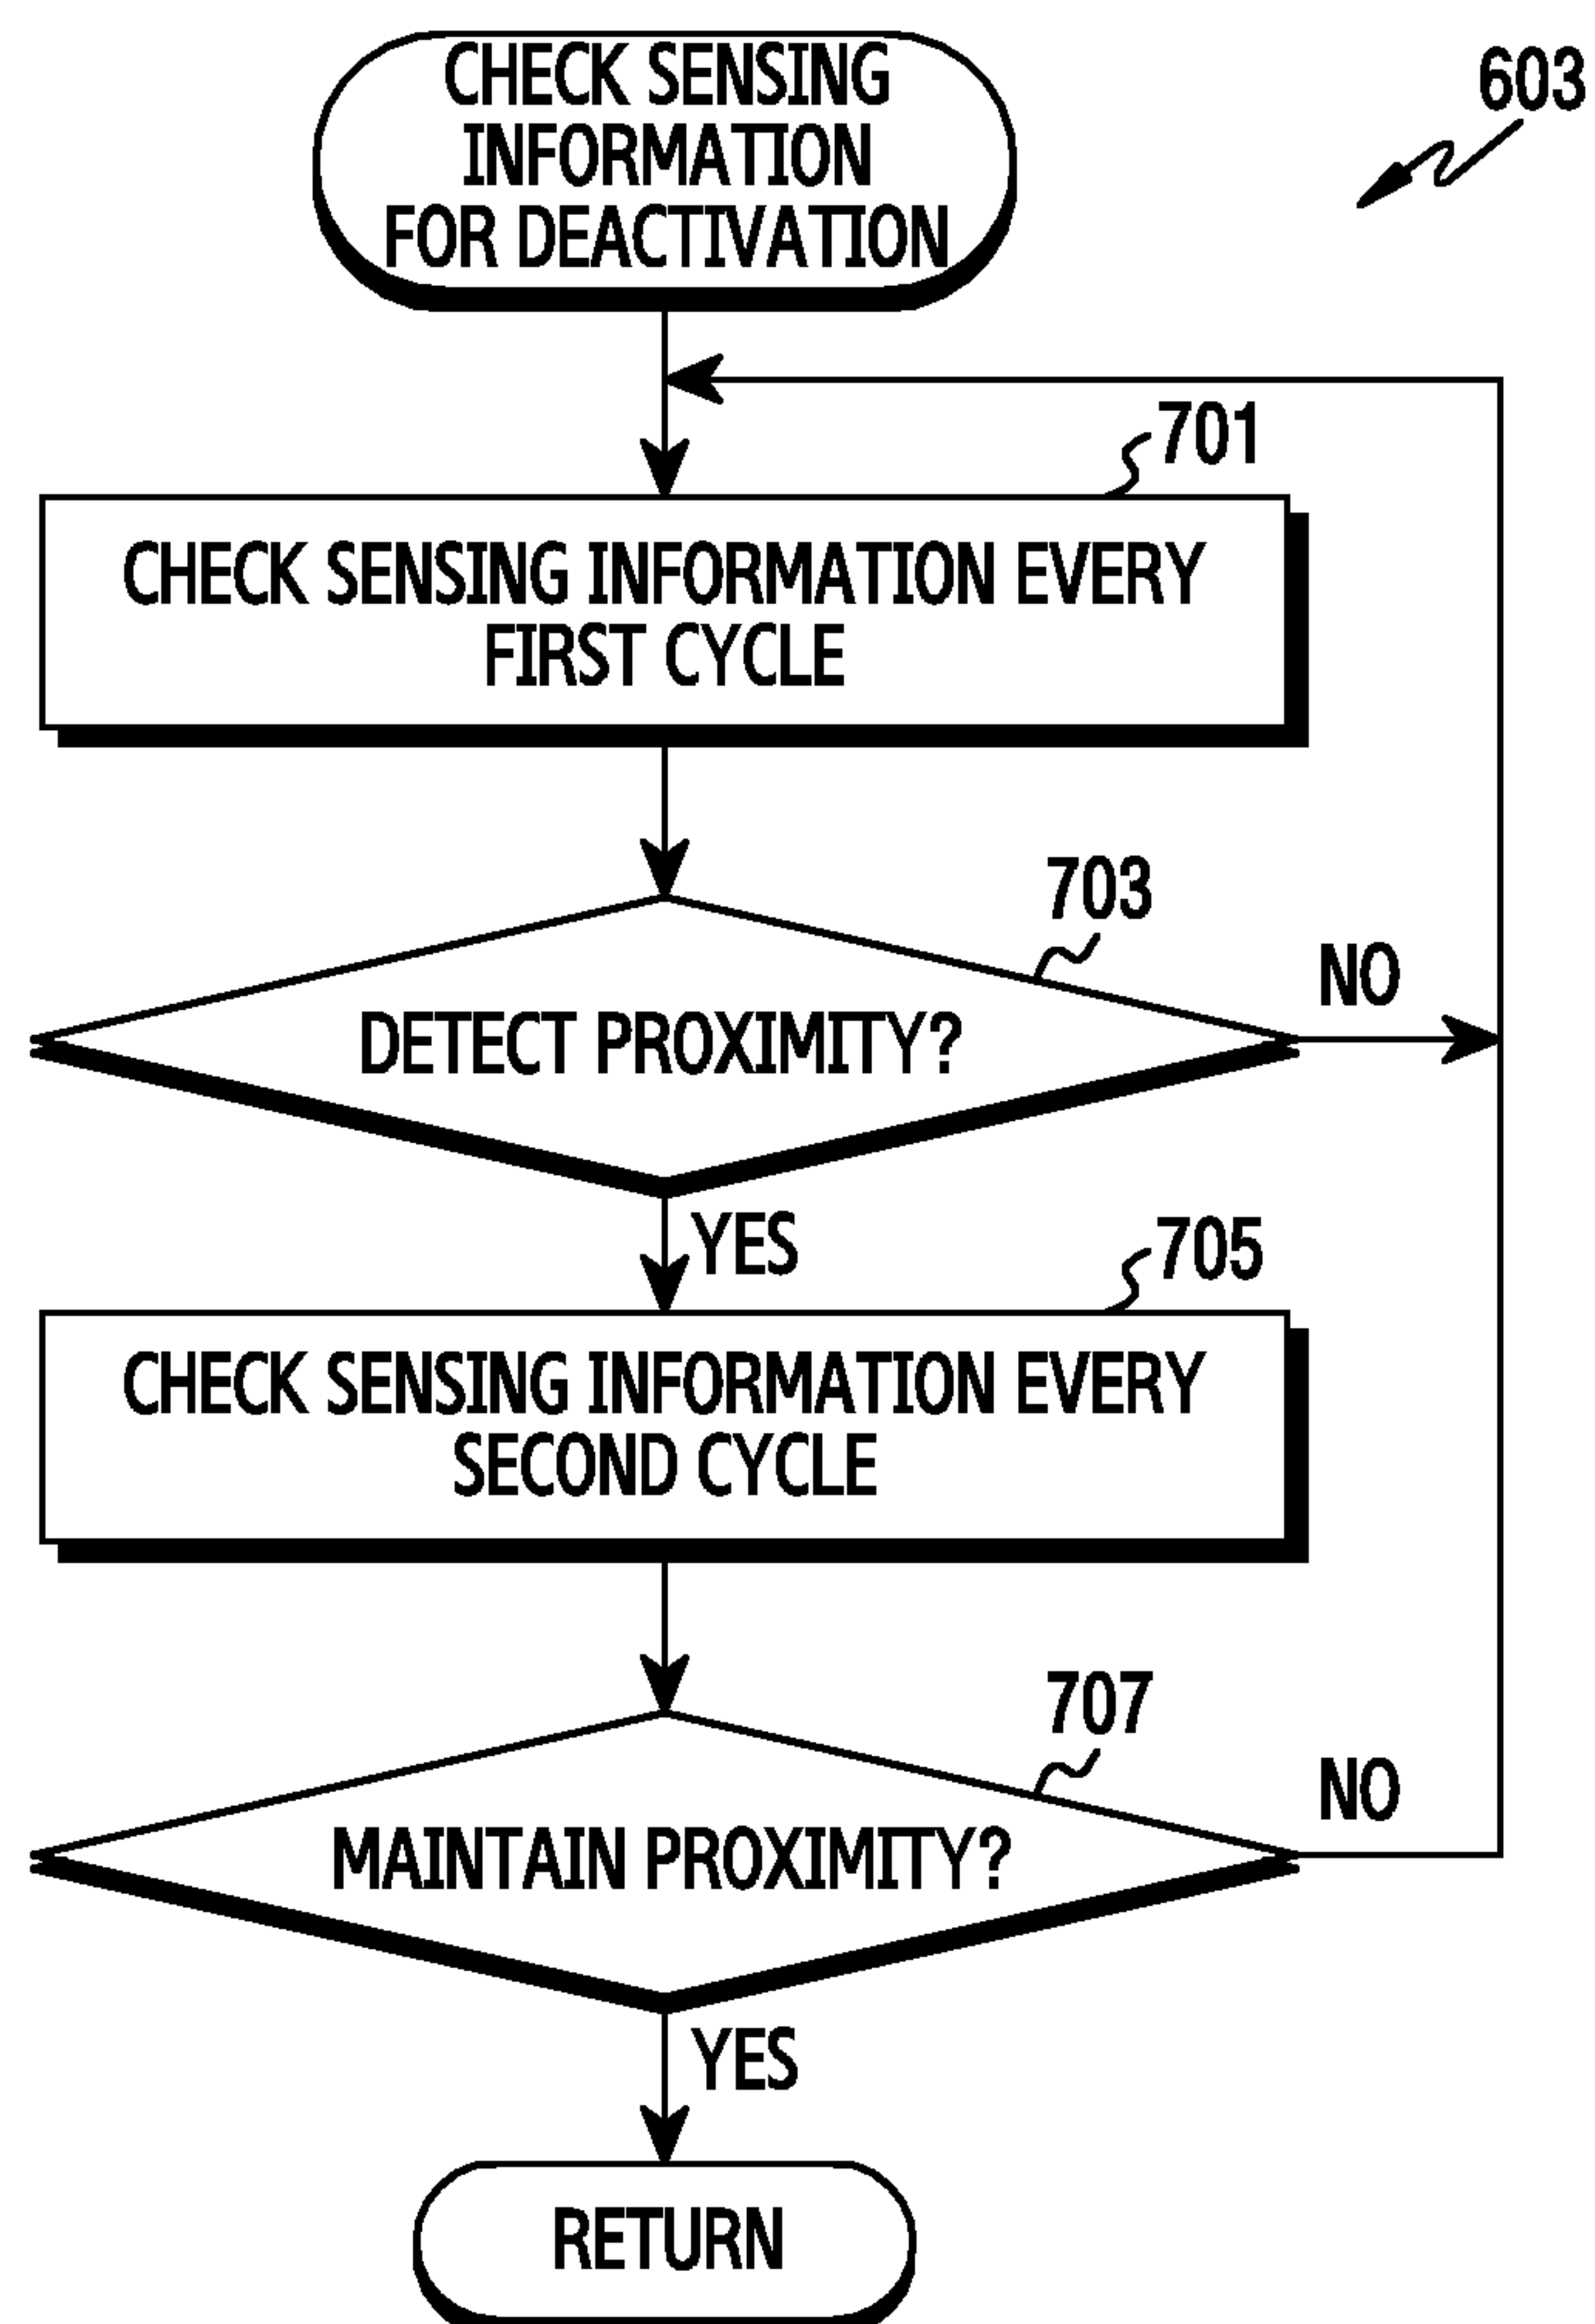 CHECK SENSING
INFORMATION
FOR DEACTIVATION
603
701
CHECK SENSING INFORMATION EVERY
FIRST CYCLE
703
DETECT PROXIMITY?
NO
YES
705
CHECK SENSING INFORMATION EVERY
SECOND CYCLE
707
MAINTAIN PROXIMITY?
NO
YES
RETURN